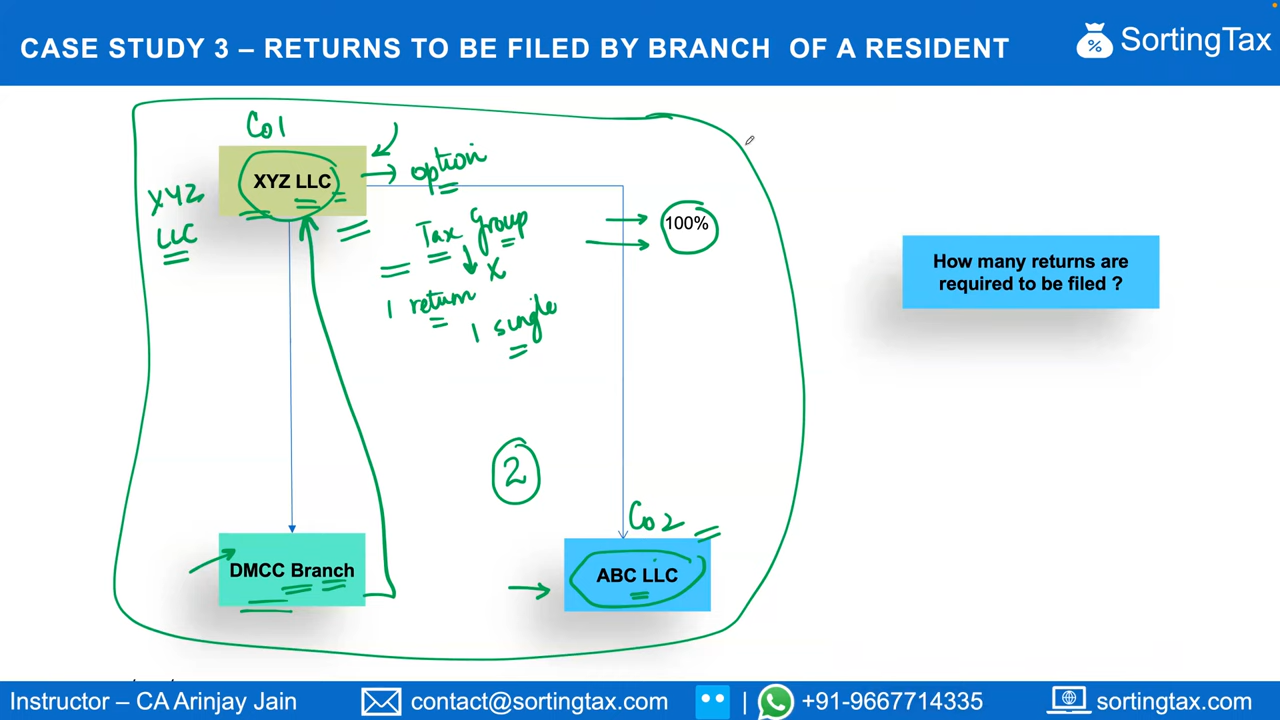 CASE STUDY 3 – RETURNS TO BE FILED BY BRANCH OF A RESIDENT
% SortingTax
Co1
XYZ LLC
option
XYZ
LLC
Tax Group
X
1 return
1 single
100%
How many returns are
required to be filed ?
2
Co2
DMCC Branch
ABC LLC
Instructor – CA Arinjay Jain
contact@sortingtax.com
|
+91-9667714335
sortingtax.com